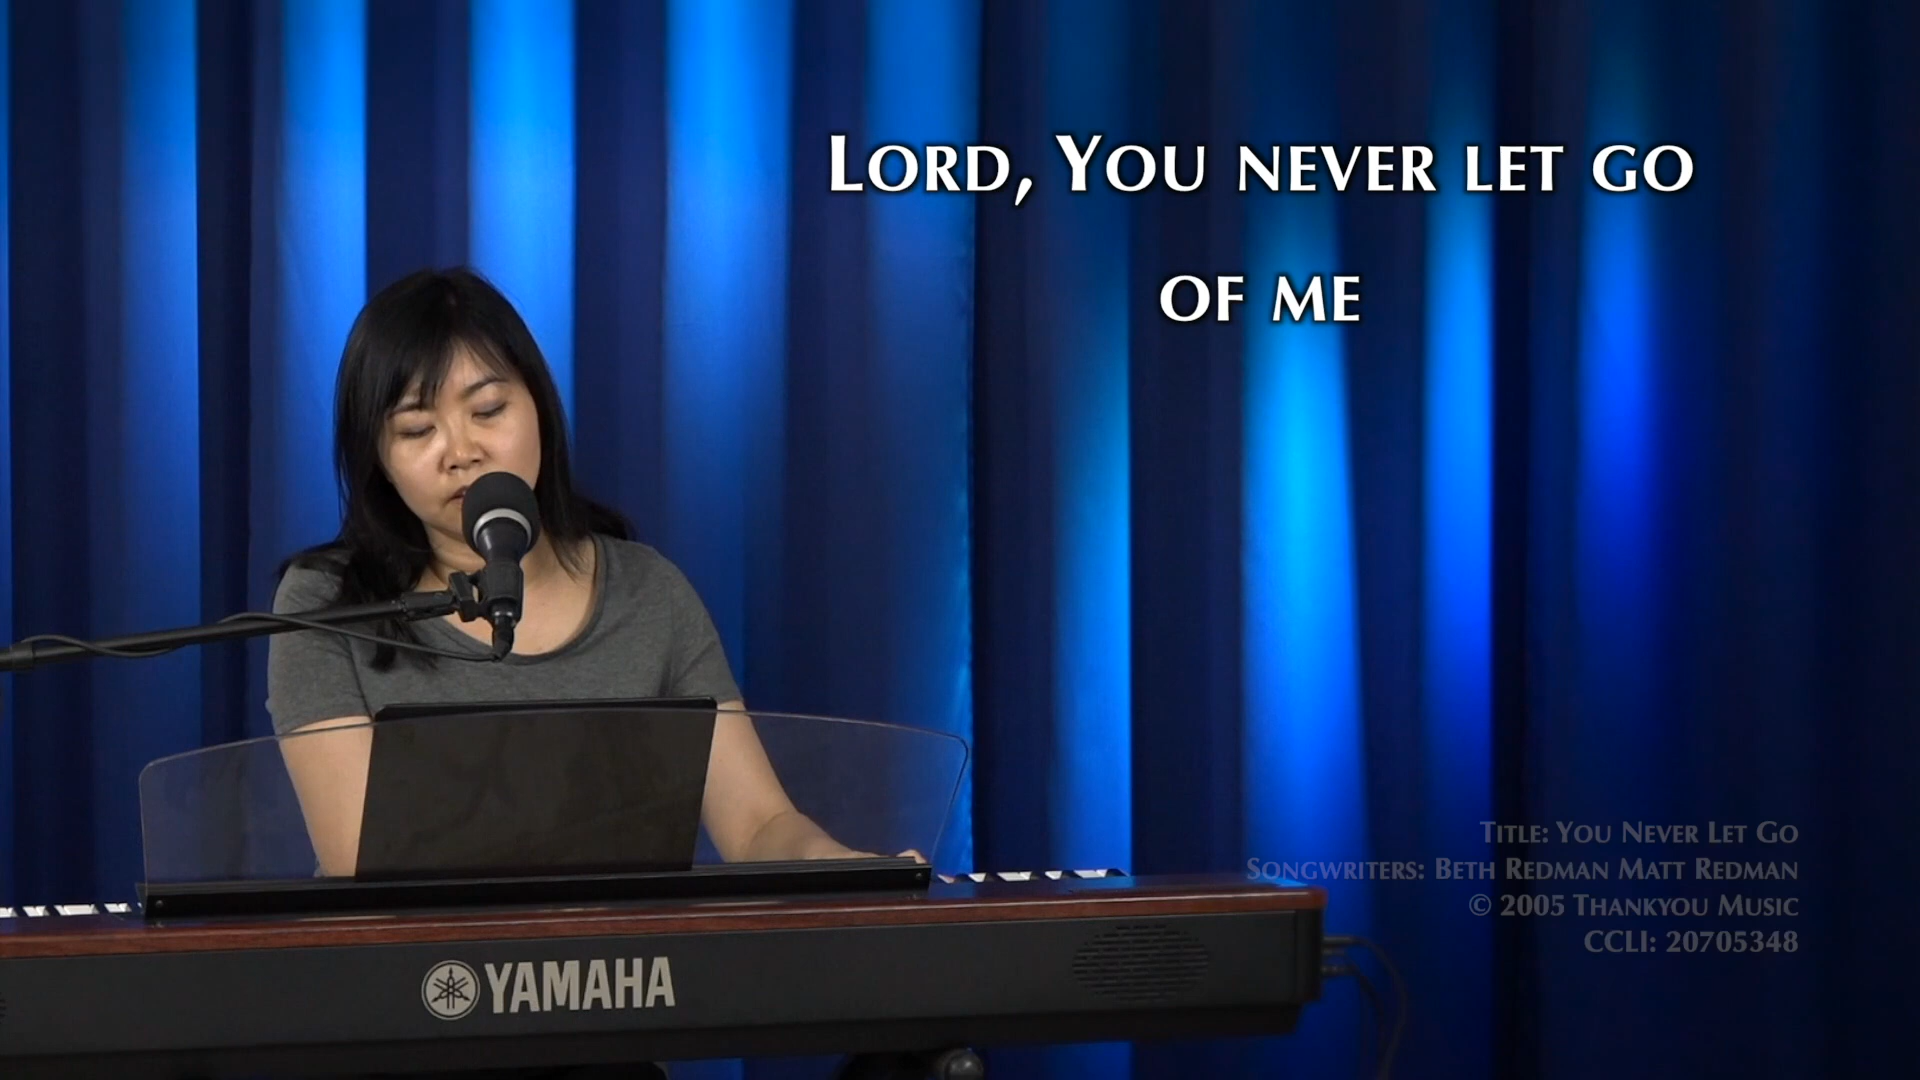 Lord, You never let go
of me
Title: You Never Let Go
Songwriters: Beth Redman Matt Redman
© 2005 Thankyou Music
CCLI: 20705348
YAMAHA